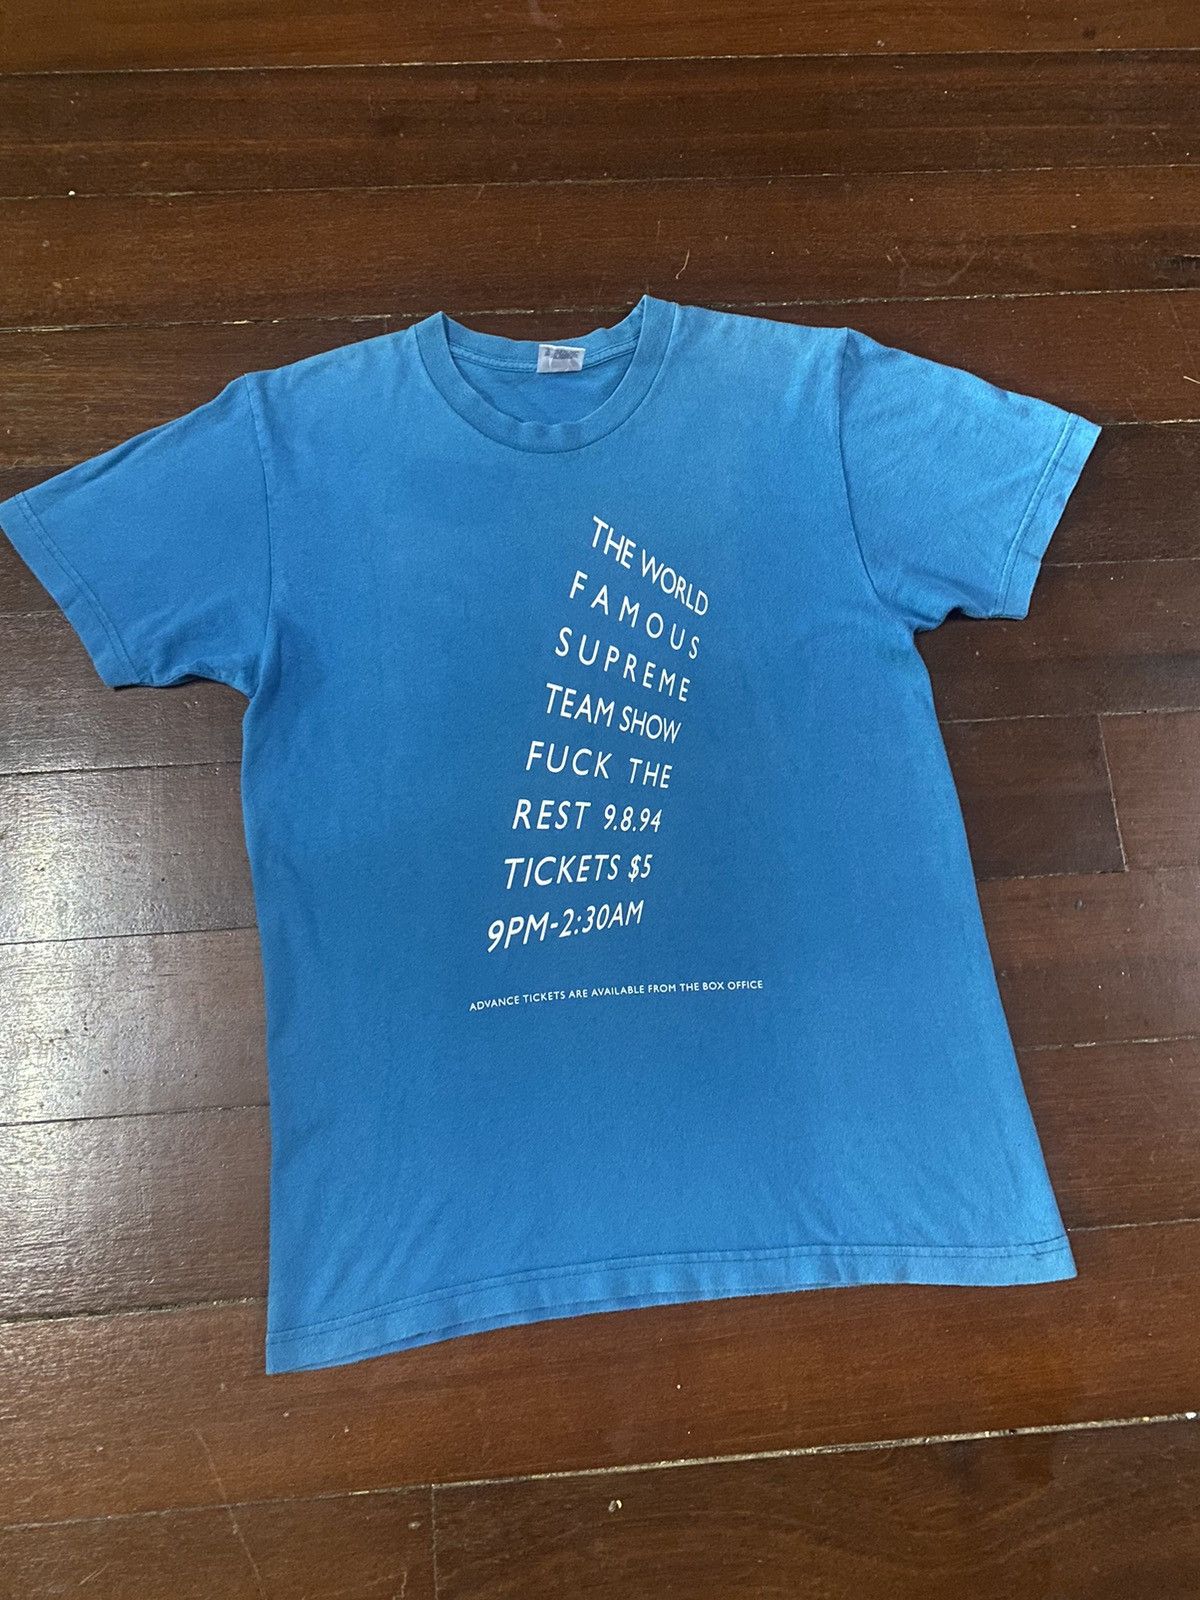 THE WORLD
FAMOUS
SUPREME
TEAM SHOW
FUCK THE
REST 9.8.94
TICKETS $5
9PM-2:30AM
ADVANCE TICKETS ARE AVAILABLE FROM THE BOX OFFICE